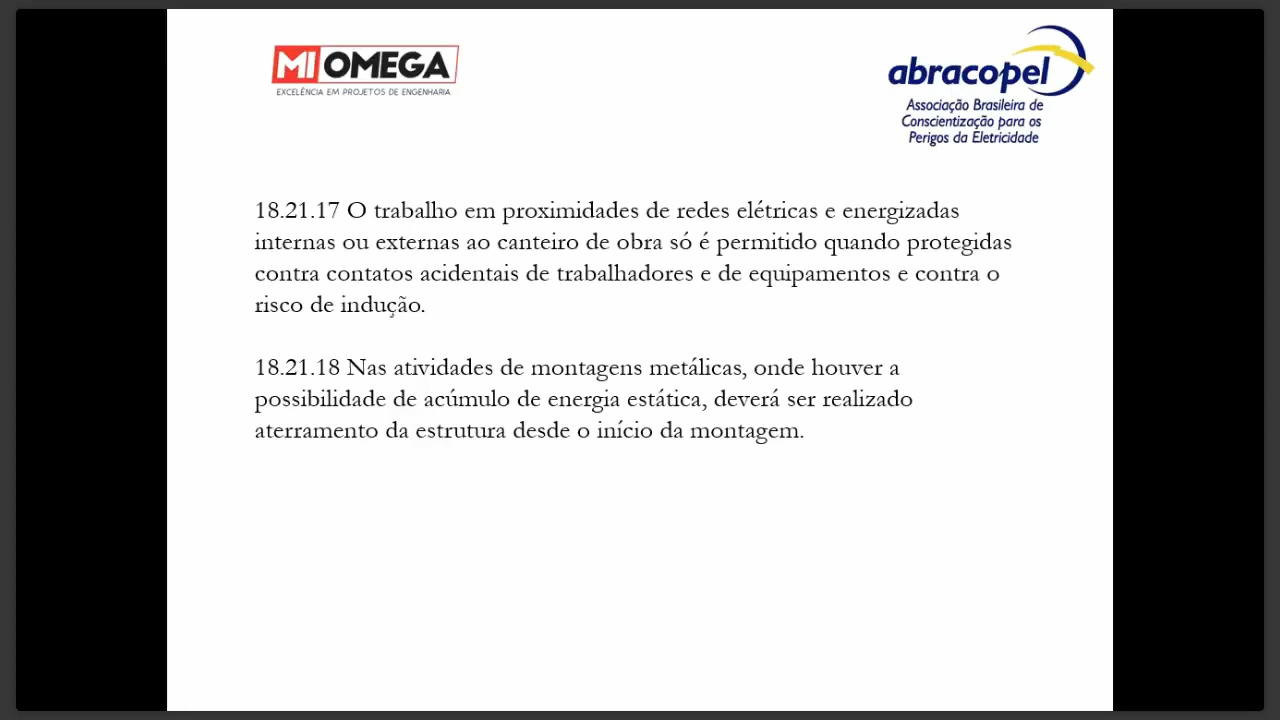 MI OMEGA
EXCELÊNCIA EM PROJETOS DE ENGENHARIA
abracopel
Associação Brasileira de
Conscientização para os
Perigos da Eletricidade
18.21.17 O trabalho em proximidades de redes elétricas e energizadas
internas ou externas ao canteiro de obra só é permitido quando protegidas
contra contatos acidentais de trabalhadores e de equipamentos e contra o
risco de indução.
18.21.18 Nas atividades de montagens metálicas, onde houver a
possibilidade de acúmulo de energia estática, deverá ser realizado
aterramento da estrutura desde o início da montagem.